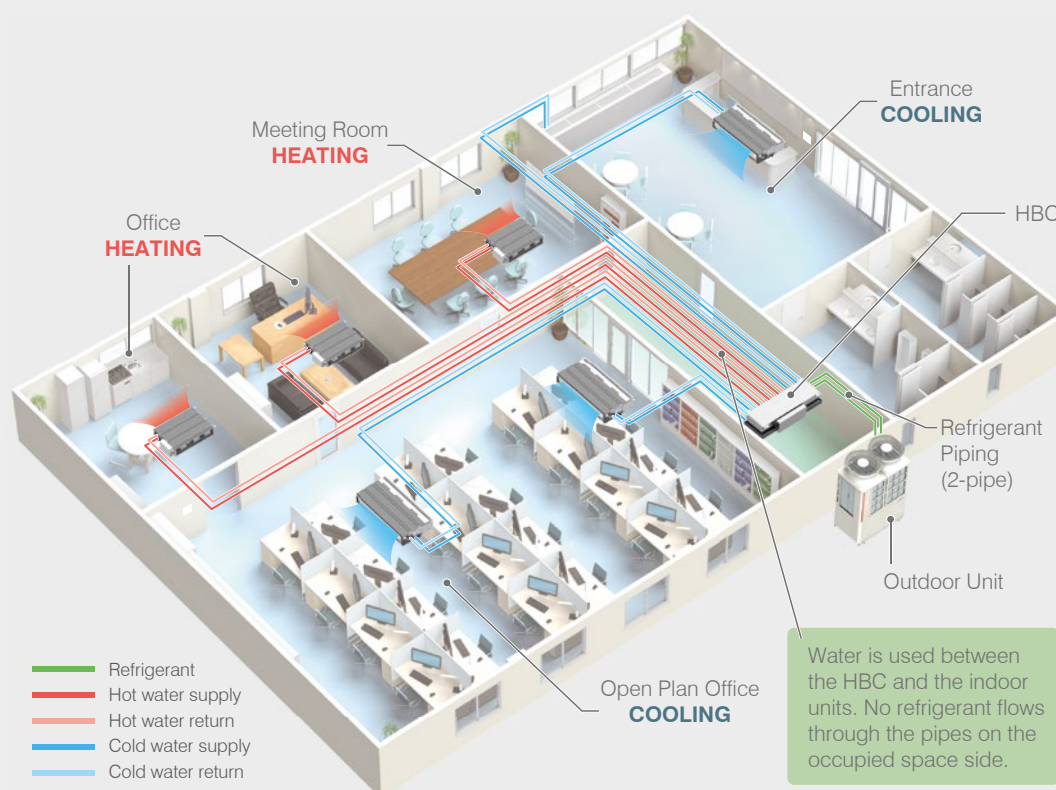 Entrance
COOLING
Meeting Room
HEATING
HBC
Office
HEATING
Refrigerant
Piping
(2-pipe)
Outdoor Unit
Open Plan Office
COOLING
Water is used between
the HBC and the indoor
units. No refrigerant flows
through the pipes on the
occupied space side.
Refrigerant
Hot water supply
Hot water return
Cold water supply
Cold water return